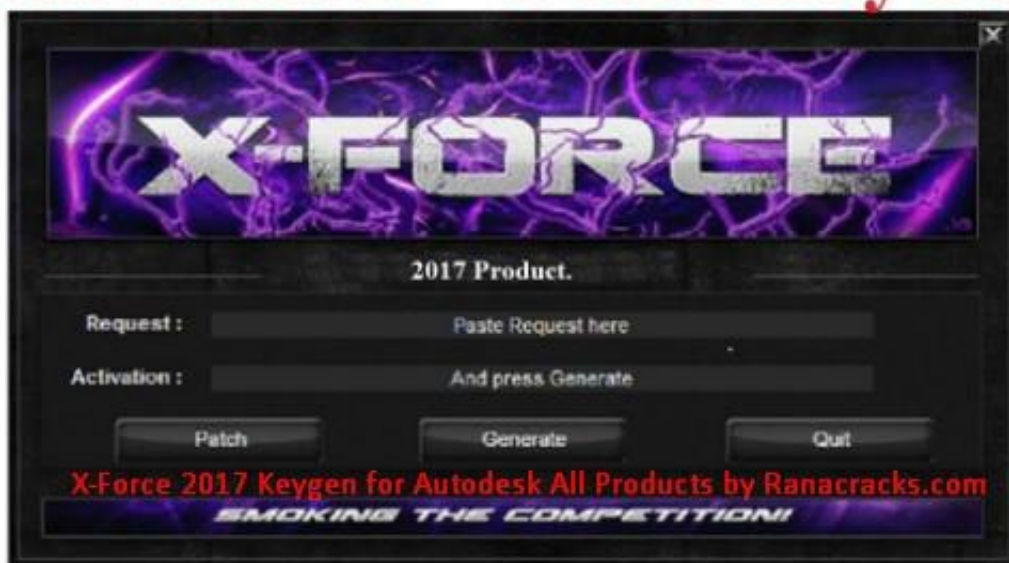 X-FORCE
2017 Product.
Request :
Paste Request here
Activation :
And press Generate
Patch
Generate
Quit
X-Force 2017 Keygen for Autodesk All Products by Ranacracks.com
SMOKING THE COMPETITION!